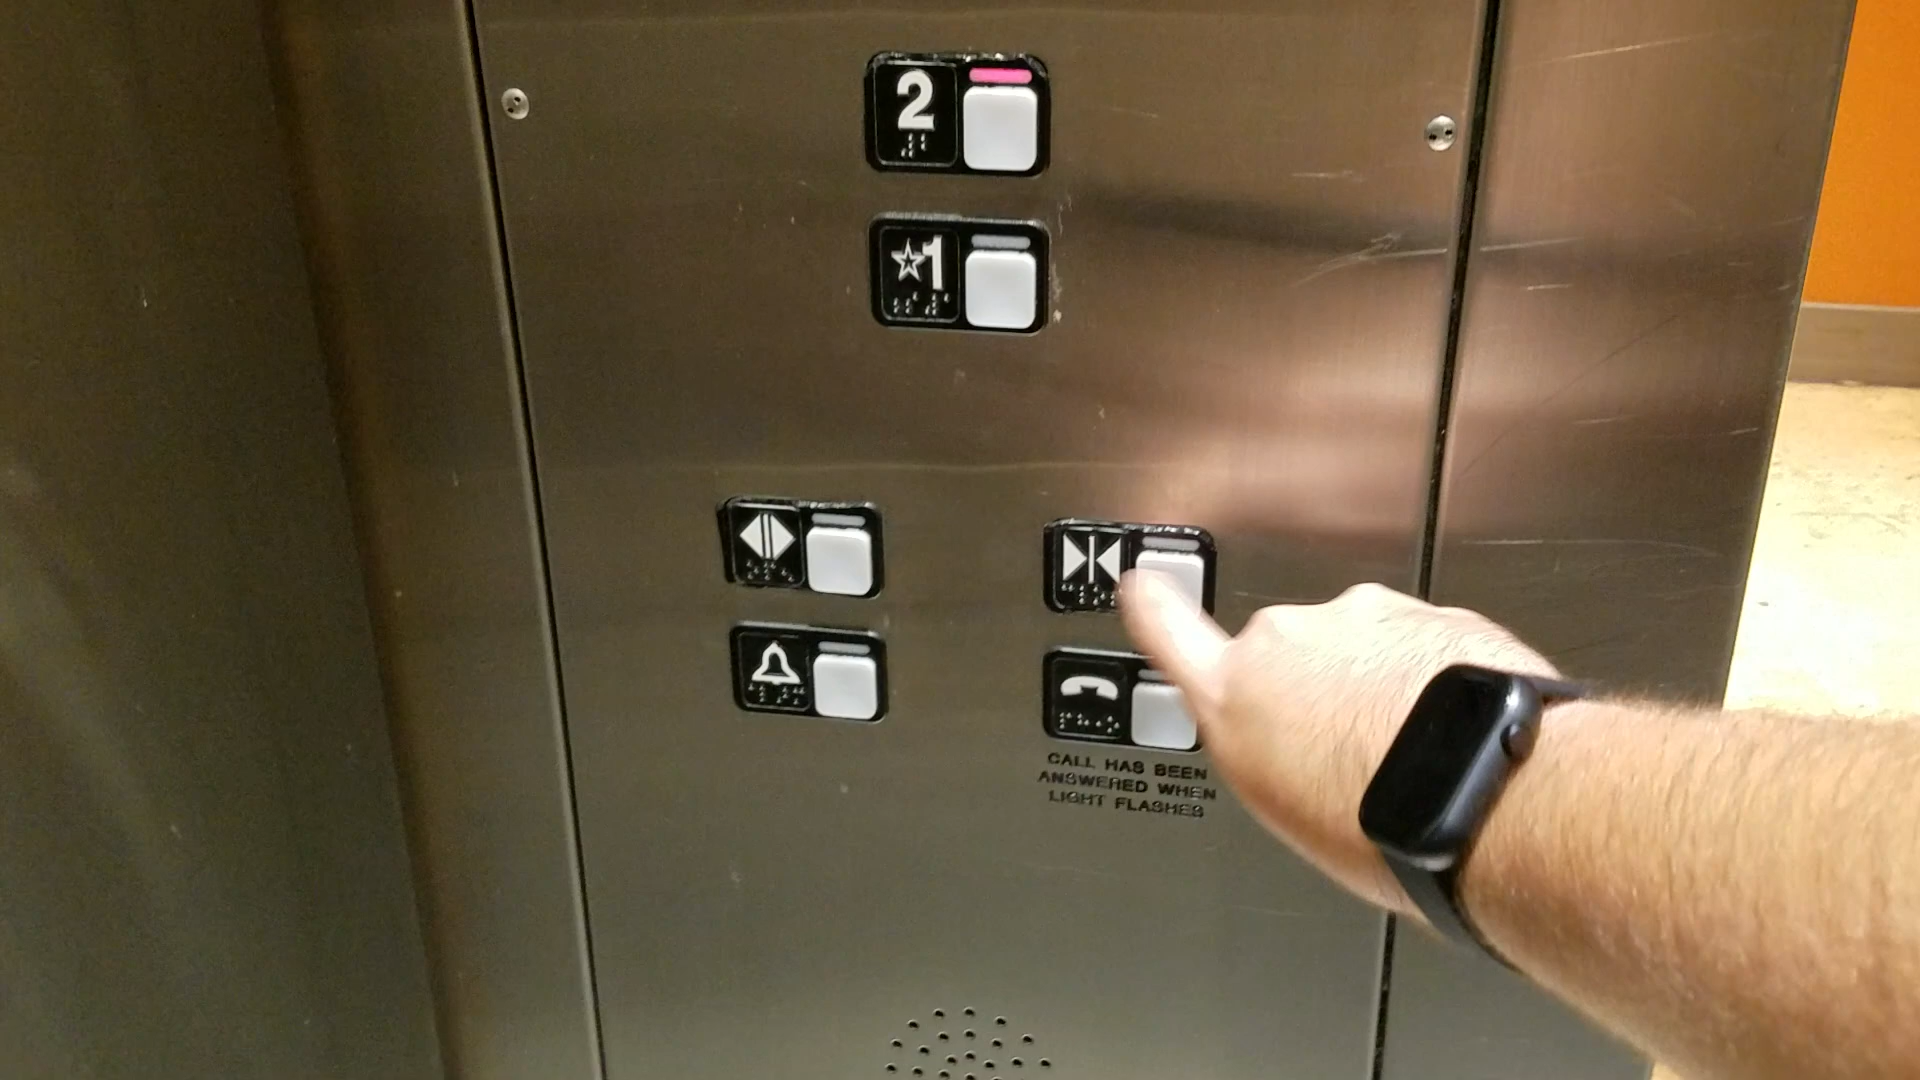 2
☆1
CALL HAS BEEN
ANSWERED WHEN
LIGHT FLASHES